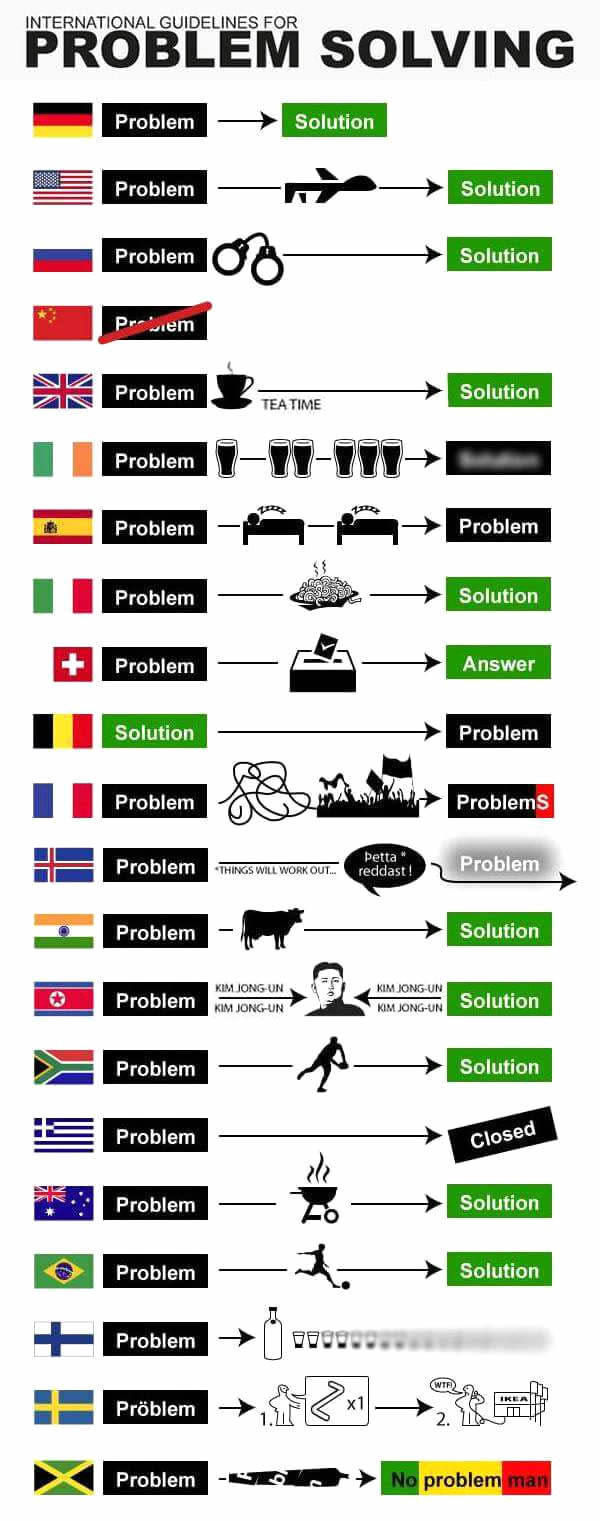 INTERNATIONAL GUIDELINES FOR
PROBLEM SOLVING
Problem Solution
Problem Solution
Problem Solution
Problem
Problem TEA TIME Solution
Problem Solution
Problem ZZZZ ZZZZ Problem
Problem Solution
Problem Answer
Solution Problem
Problem ProblemS
Problem *THINGS WILL WORK OUT... Þetta * reddast! Problem
Problem Solution
Problem KIM JONG-UN KIM JONG-UN Solution
KIM JONG-UN KIM JONG-UN
Problem Solution
Problem Closed
Problem Solution
Problem Solution
Problem
Pröblem 1. x1 2. WTF! IKEA
Problem No problem man